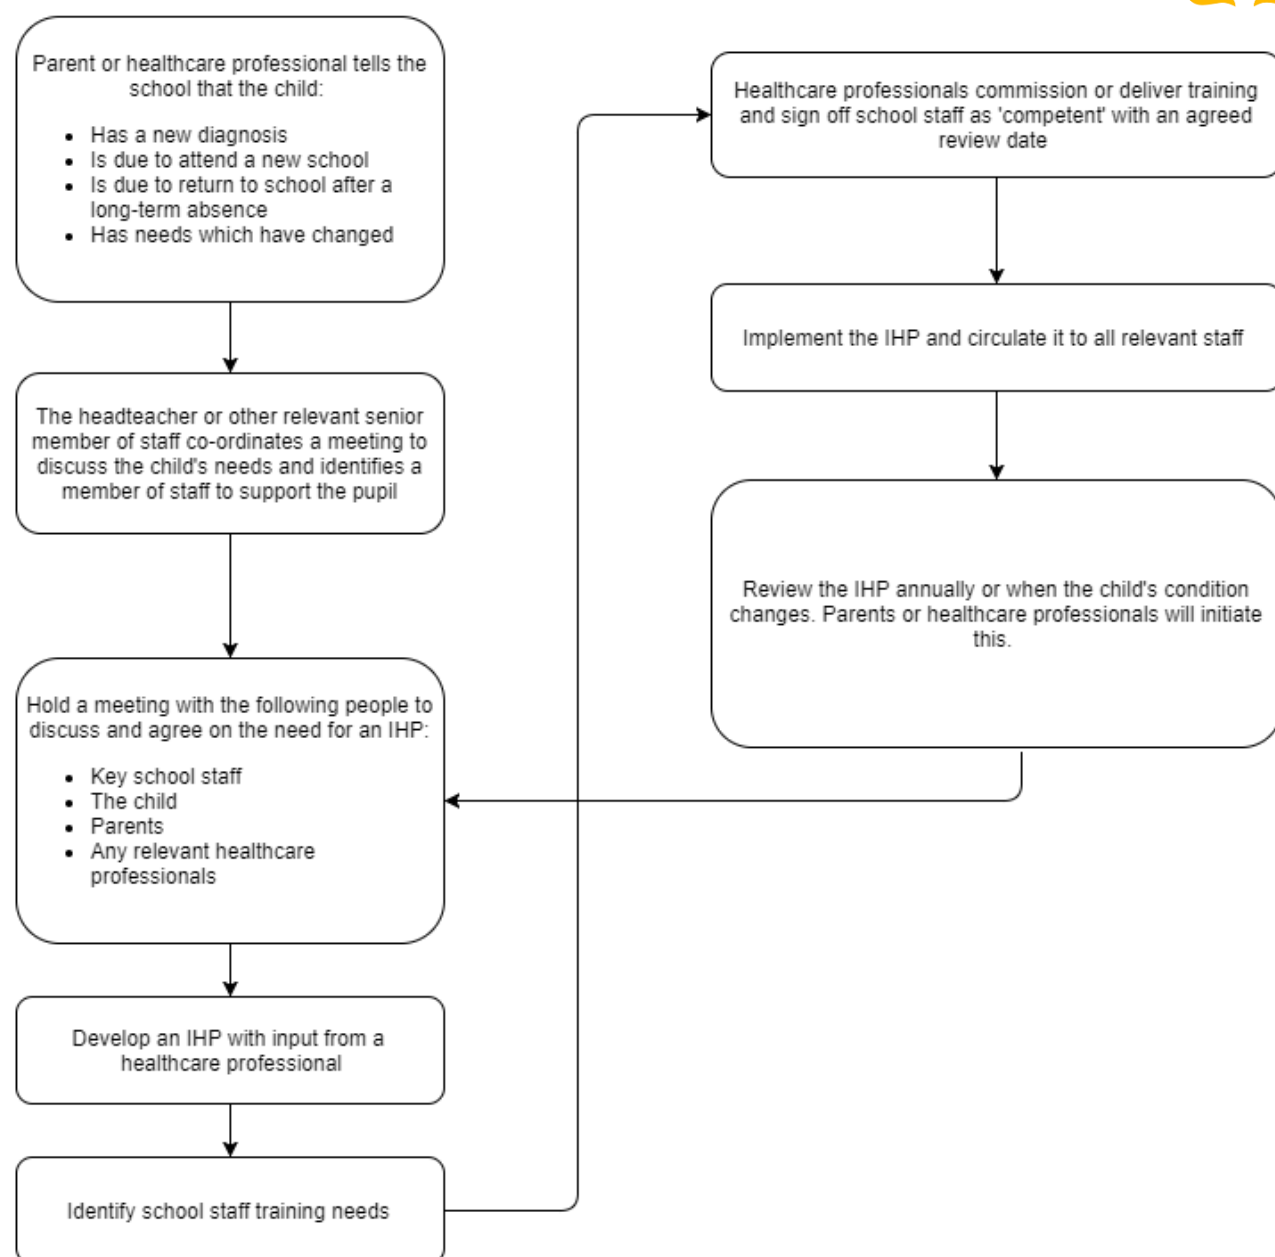 Parent or healthcare professional tells the
school that the child:
• Has a new diagnosis
• Is due to attend a new school
• Is due to return to school after a
long-term absence
• Has needs which have changed
The headteacher or other relevant senior
member of staff co-ordinates a meeting to
discuss the child's needs and identifies a
member of staff to support the pupil
Hold a meeting with the following people to
discuss and agree on the need for an IHP:
• Key school staff
• The child
• Parents
• Any relevant healthcare
professionals
Develop an IHP with input from a
healthcare professional
Identify school staff training needs
Healthcare professionals commission or deliver training
and sign off school staff as 'competent' with an agreed
review date
Implement the IHP and circulate it to all relevant staff
Review the IHP annually or when the child's condition
changes. Parents or healthcare professionals will initiate
this.